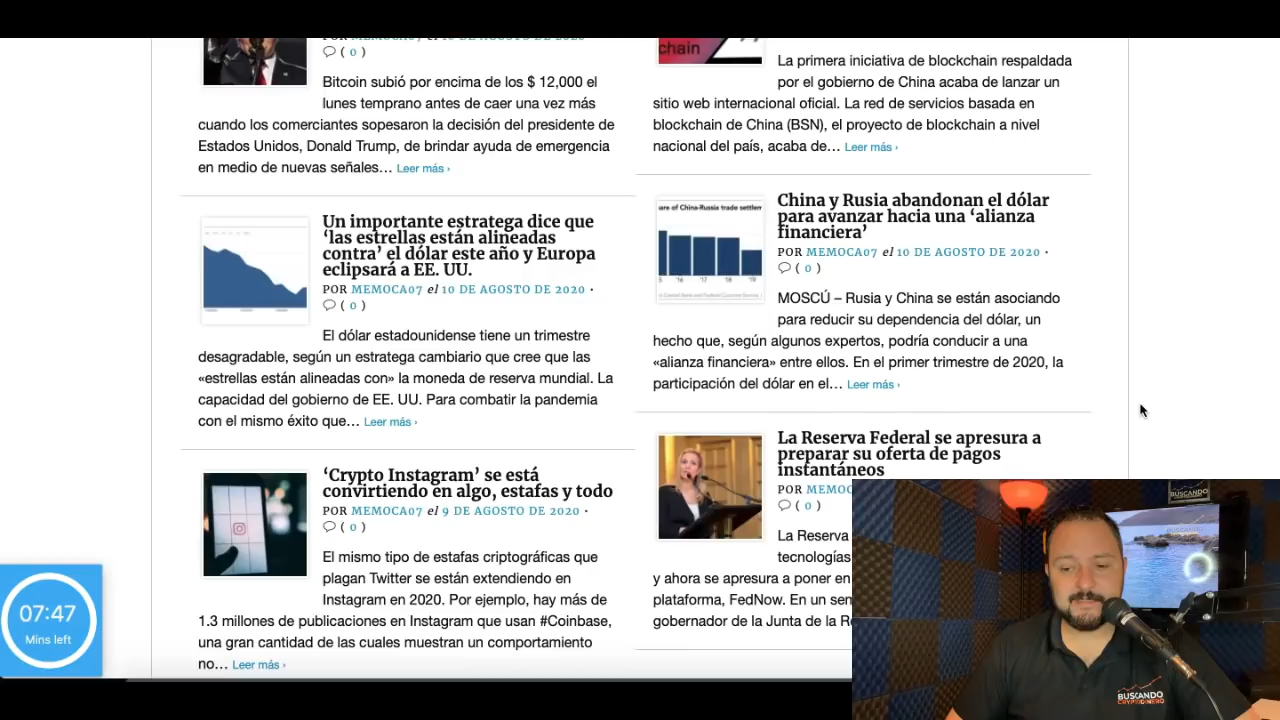 ( 0 )
Bitcoin subió por encima de los $ 12,000 el
lunes temprano antes de caer una vez más
cuando los comerciantes sopesaron la decisión del presidente de
Estados Unidos, Donald Trump, de brindar ayuda de emergencia
en medio de nuevas señales… Leer más ›
Un importante estratega dice que
‘las estrellas están alineadas
contra’ el dólar este año y Europa
eclipsará a EE. UU.
POR MEMOCA07 el 10 DE AGOSTO DE 2020 •
( 0 )
El dólar estadounidense tiene un trimestre
desagradable, según un estratega cambiario que cree que las
«estrellas están alineadas con» la moneda de reserva mundial. La
capacidad del gobierno de EE. UU. Para combatir la pandemia
con el mismo éxito que… Leer más ›
‘Crypto Instagram’ se está
convirtiendo en algo, estafas y todo
POR MEMOCA07 el 9 DE AGOSTO DE 2020 •
( 0 )
El mismo tipo de estafas criptográficas que
plagan Twitter se están extendiendo en
Instagram en 2020. Por ejemplo, hay más de
1.3 millones de publicaciones en Instagram que usan #Coinbase,
una gran cantidad de las cuales muestran un comportamiento
no… Leer más ›
chain
La primera iniciativa de blockchain respaldada
por el gobierno de China acaba de lanzar un
sitio web internacional oficial. La red de servicios basada en
blockchain de China (BSN), el proyecto de blockchain a nivel
nacional del país, acaba de… Leer más ›
are of China-Russia trade settlem
'16 '17 '18 '19
China y Rusia abandonan el dólar
para avanzar hacia una ‘alianza
financiera’
POR MEMOCA07 el 10 DE AGOSTO DE 2020 •
( 0 )
MOSCÚ – Rusia y China se están asociando
para reducir su dependencia del dólar, un
hecho que, según algunos expertos, podría conducir a una
«alianza financiera» entre ellos. En el primer trimestre de 2020, la
participación del dólar en el… Leer más ›
La Reserva Federal se apresura a
preparar su oferta de pagos
instantáneos
POR MEMOC
( 0 )
La Reserva
tecnologías
y ahora se apresura a poner en
plataforma, FedNow. En un sem
gobernador de la Junta de la R
07:47
Mins left
BUSCANDO
BUSCANDO
CRYPTODINERO